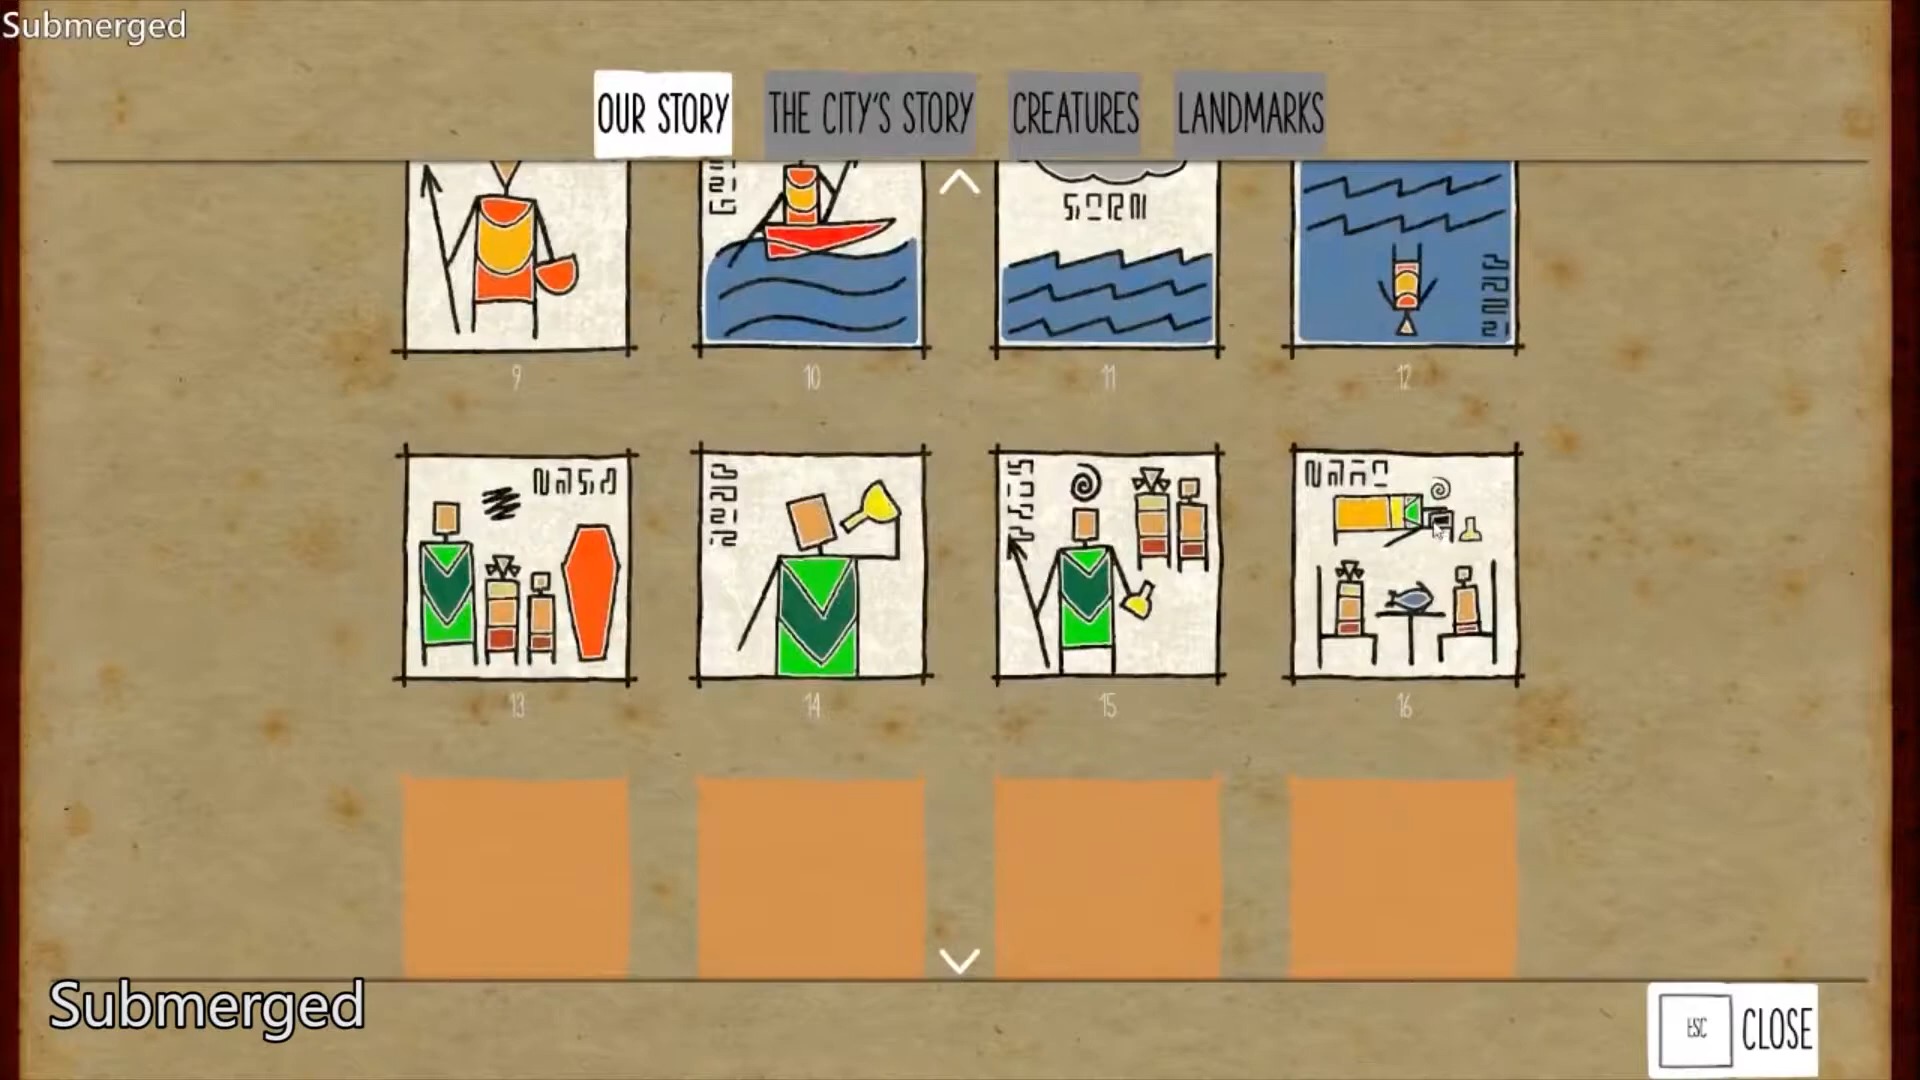 Submerged
OUR STORY THE CITY'S STORY CREATURES LANDMARKS
9 10 11 12
13 14 15 16
Submerged
ESC CLOSE